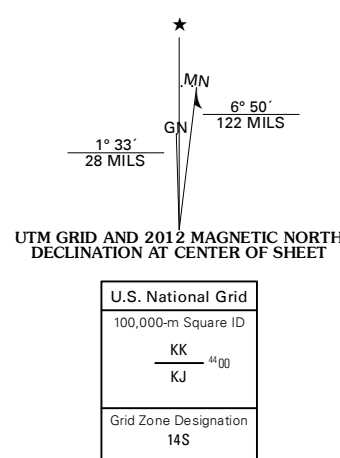 ★
MN
GN
6° 50´
122 MILS
1° 33´
28 MILS
UTM GRID AND 2012 MAGNETIC NORTH
DECLINATION AT CENTER OF SHEET
U.S. National Grid
100,000-m Square ID
KK
4400
KJ
Grid Zone Designation
14S